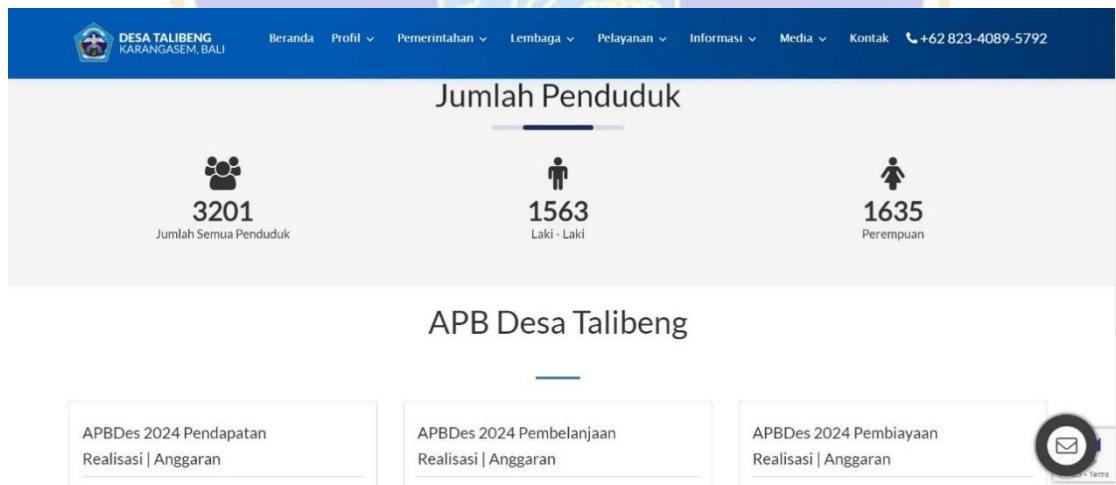 DESA TALIBENG
KARANGASEM, BALI
Beranda Profil Pemerintahan Lembaga Pelayanan Informasi Media Kontak +62 823-4089-5792
Jumlah Penduduk
3201 1563 1635
Jumlah Semua Penduduk Laki - Laki Perempuan
APB Desa Talibeng
APBDes 2024 Pendapatan APBDes 2024 Pembelanjaan APBDes 2024 Pembiayaan
Realisasi | Anggaran Realisasi | Anggaran Realisasi | Anggaran
- Terms